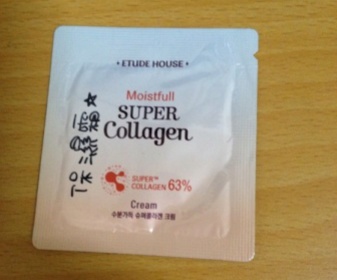 • ETUDE HOUSE •
Moistfull
SUPER
Collagen
SUPER™
COLLAGEN 63%
Cream
수분가득 수퍼콜라겐 크림